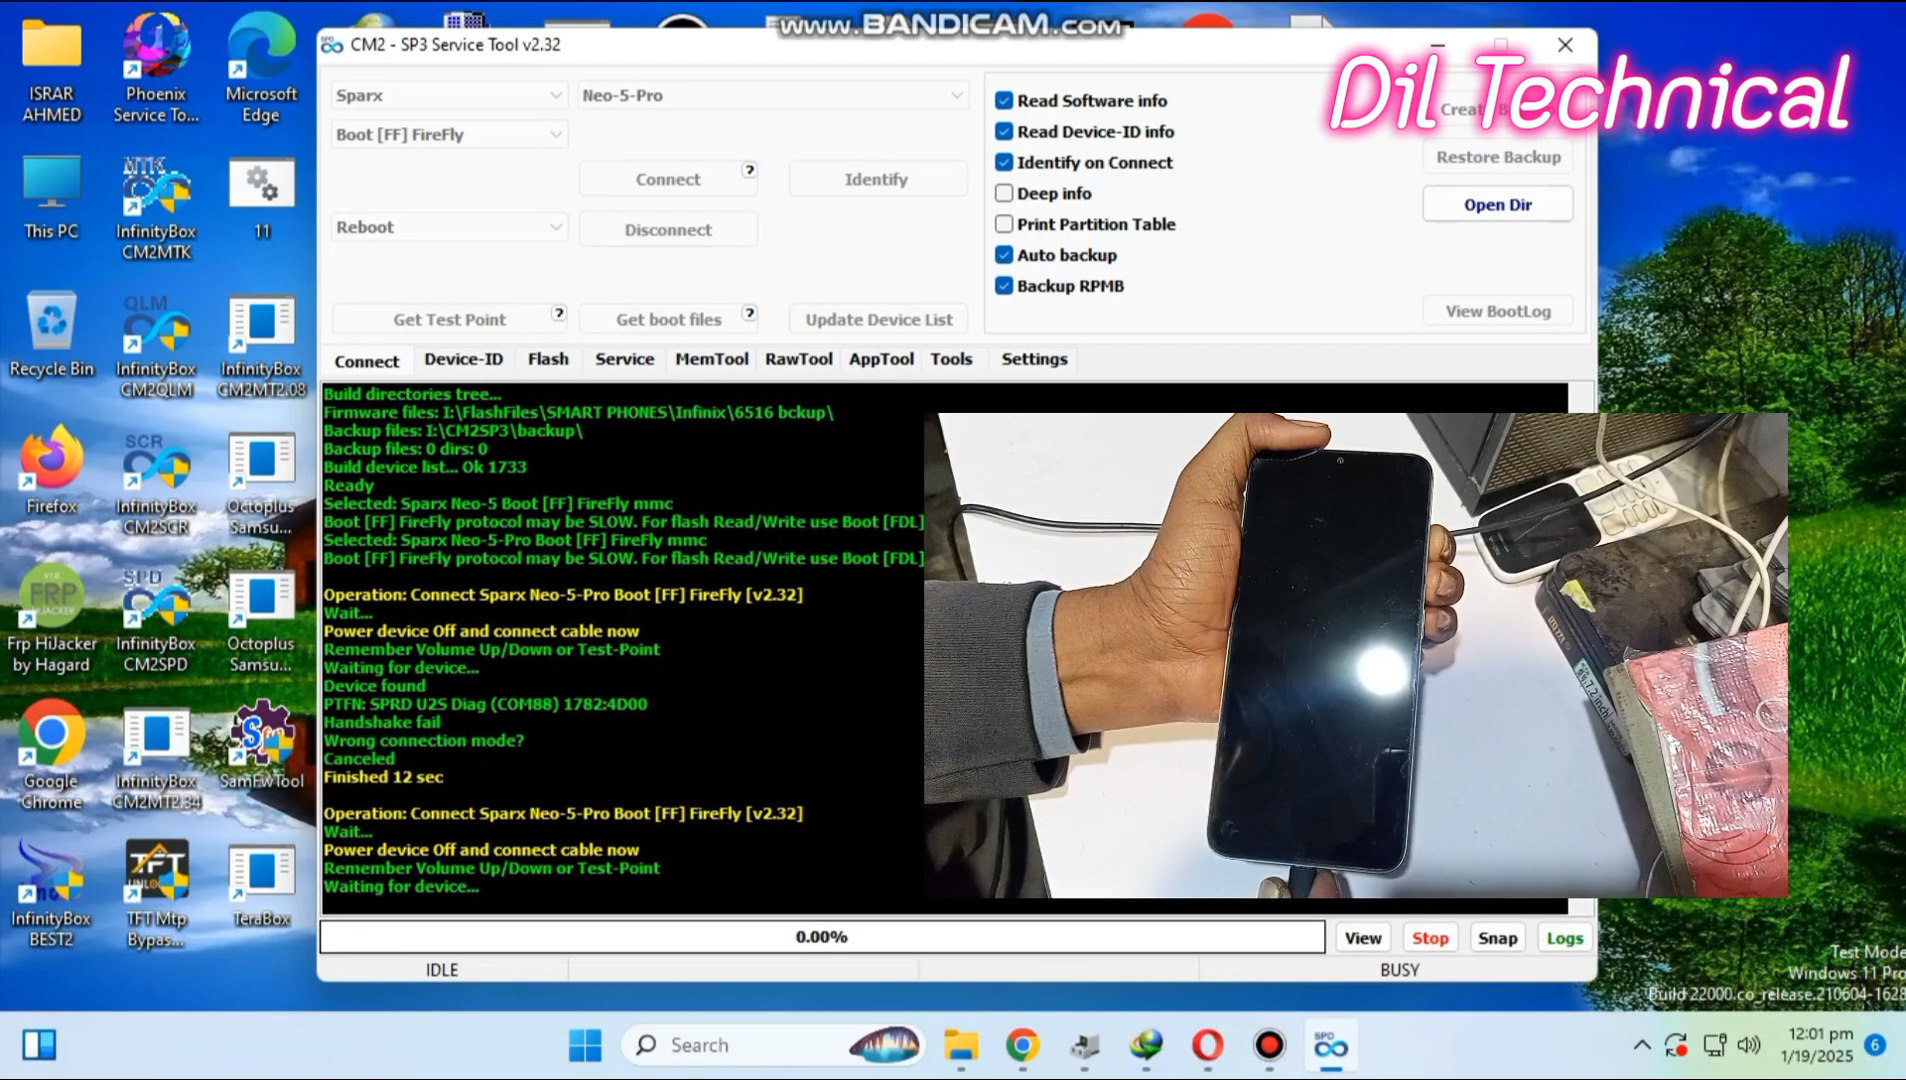 www.BANDICAM.com
Dil Technical
CM2 - SP3 Service Tool v2.32
Sparx
Neo-5-Pro
Boot [FF] FireFly
Connect
?
Identify
Reboot
Disconnect
Get Test Point
?
Get boot files
?
Update Device List
Read Software info
Read Device-ID info
Identify on Connect
Deep info
Print Partition Table
Auto backup
Backup RPMB
Restore Backup
Open Dir
View BootLog
Connect
Device-ID
Flash
Service
MemTool
RawTool
AppTool
Tools
Settings
Build directories tree...
Firmware files: I:\FlashFiles\SMART PHONES\Infinix\6516 bckup\
Backup files: I:\CM2SP3\backup\
Backup files: 0 dirs: 0
Build device list... Ok 1733
Ready
Selected: Sparx Neo-5 Boot [FF] FireFly mmc
Boot [FF] FireFly protocol may be SLOW. For flash Read/Write use Boot [FDL]
Selected: Sparx Neo-5-Pro Boot [FF] FireFly mmc
Boot [FF] FireFly protocol may be SLOW. For flash Read/Write use Boot [FDL]
Operation: Connect Sparx Neo-5-Pro Boot [FF] FireFly [v2.32]
Wait...
Power device Off and connect cable now
Remember Volume Up/Down or Test-Point
Waiting for device...
Device found
PTFN: SPRD U2S Diag (COM88) 1782:4D00
Handshake fail
Wrong connection mode?
Canceled
Finished 12 sec
Operation: Connect Sparx Neo-5-Pro Boot [FF] FireFly [v2.32]
Wait...
Power device Off and connect cable now
Remember Volume Up/Down or Test-Point
Waiting for device...
0.00%
View
Stop
Snap
Logs
IDLE
BUSY
ISRAR
AHMED
Phoenix
Service To...
Microsoft
Edge
This PC
MTK
InfinityBox
CM2MTK
11
Recycle Bin
QLM
InfinityBox
CM2QLM
InfinityBox
CM2MT2.08
Firefox
SCR
InfinityBox
CM2SCR
Octoplus
Samsu...
FRP
Frp HiJacker
by Hagard
SPD
InfinityBox
CM2SPD
Octoplus
Samsu...
Google
Chrome
InfinityBox
CM2MT2.34
SamFwTool
InfinityBox
BEST2
TFT
TFT Mtp
Bypas...
TeraBox
Test Mode
Windows 11 Pro
Build 22000.co_release.210604-1628
Search
SPD
12:01 pm
1/19/2025
6